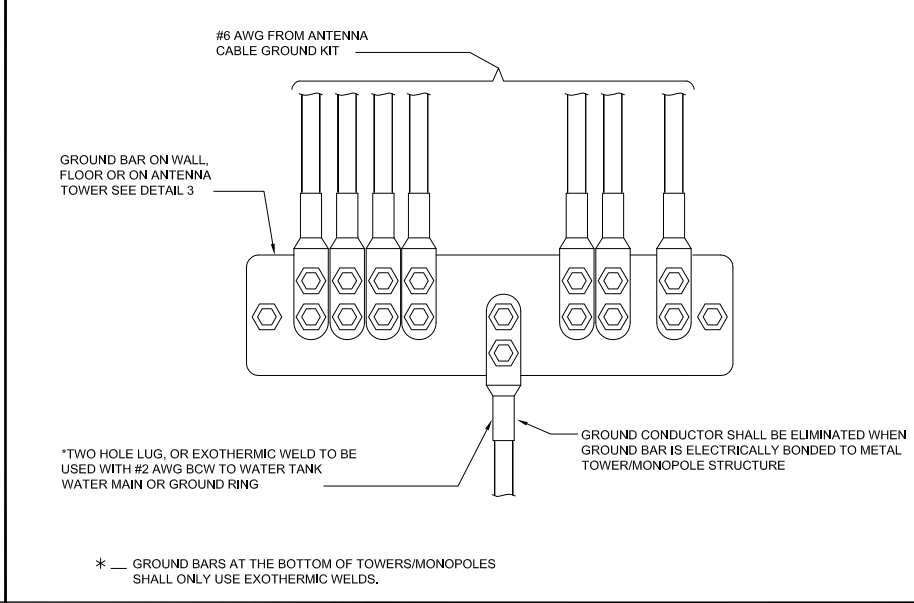 #6 AWG FROM ANTENNA
CABLE GROUND KIT
GROUND BAR ON WALL,
FLOOR OR ON ANTENNA
TOWER SEE DETAIL 3
*TWO HOLE LUG, OR EXOTHERMIC WELD TO BE
USED WITH #2 AWG BCW TO WATER TANK
WATER MAIN OR GROUND RING
GROUND CONDUCTOR SHALL BE ELIMINATED WHEN
GROUND BAR IS ELECTRICALLY BONDED TO METAL
TOWER/MONOPOLE STRUCTURE
* — GROUND BARS AT THE BOTTOM OF TOWERS/MONOPOLES
SHALL ONLY USE EXOTHERMIC WELDS.